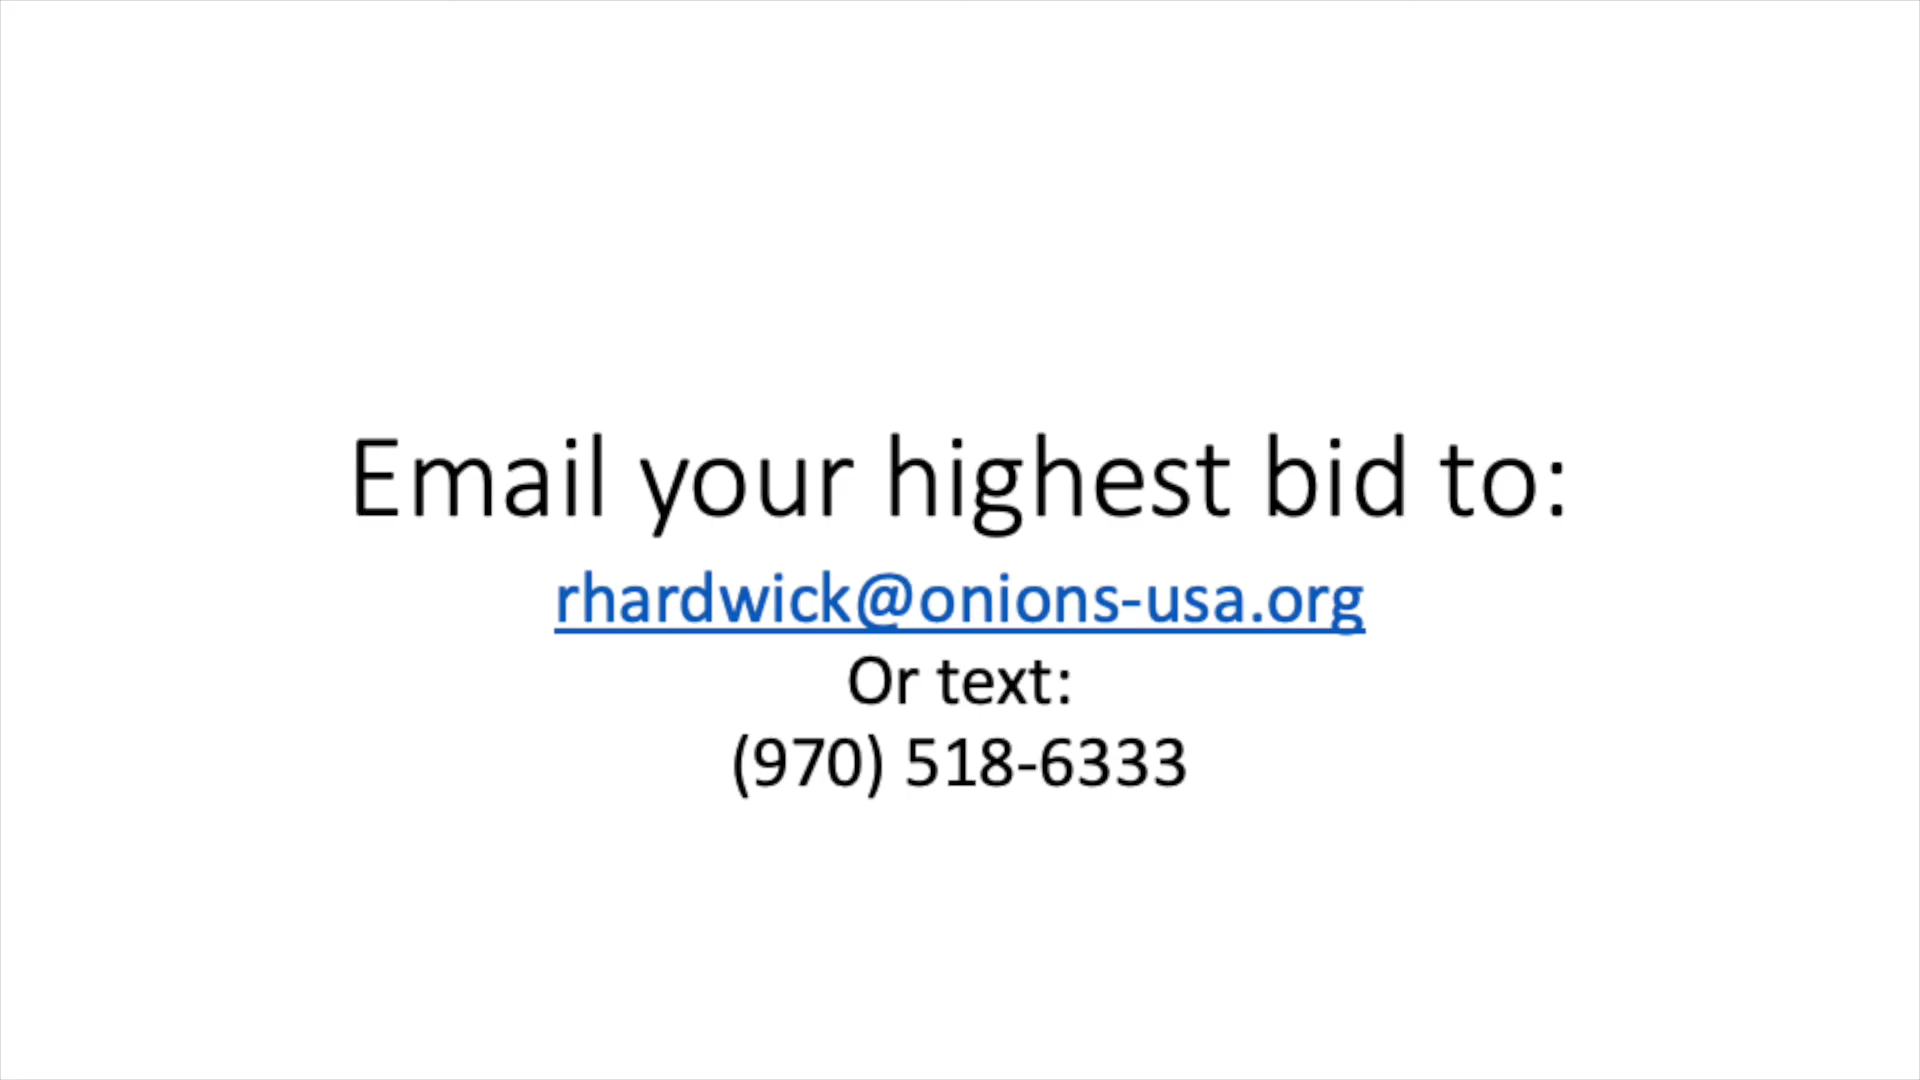 Email your highest bid to:
rhardwick@onions-usa.org
Or text:
(970) 518-6333